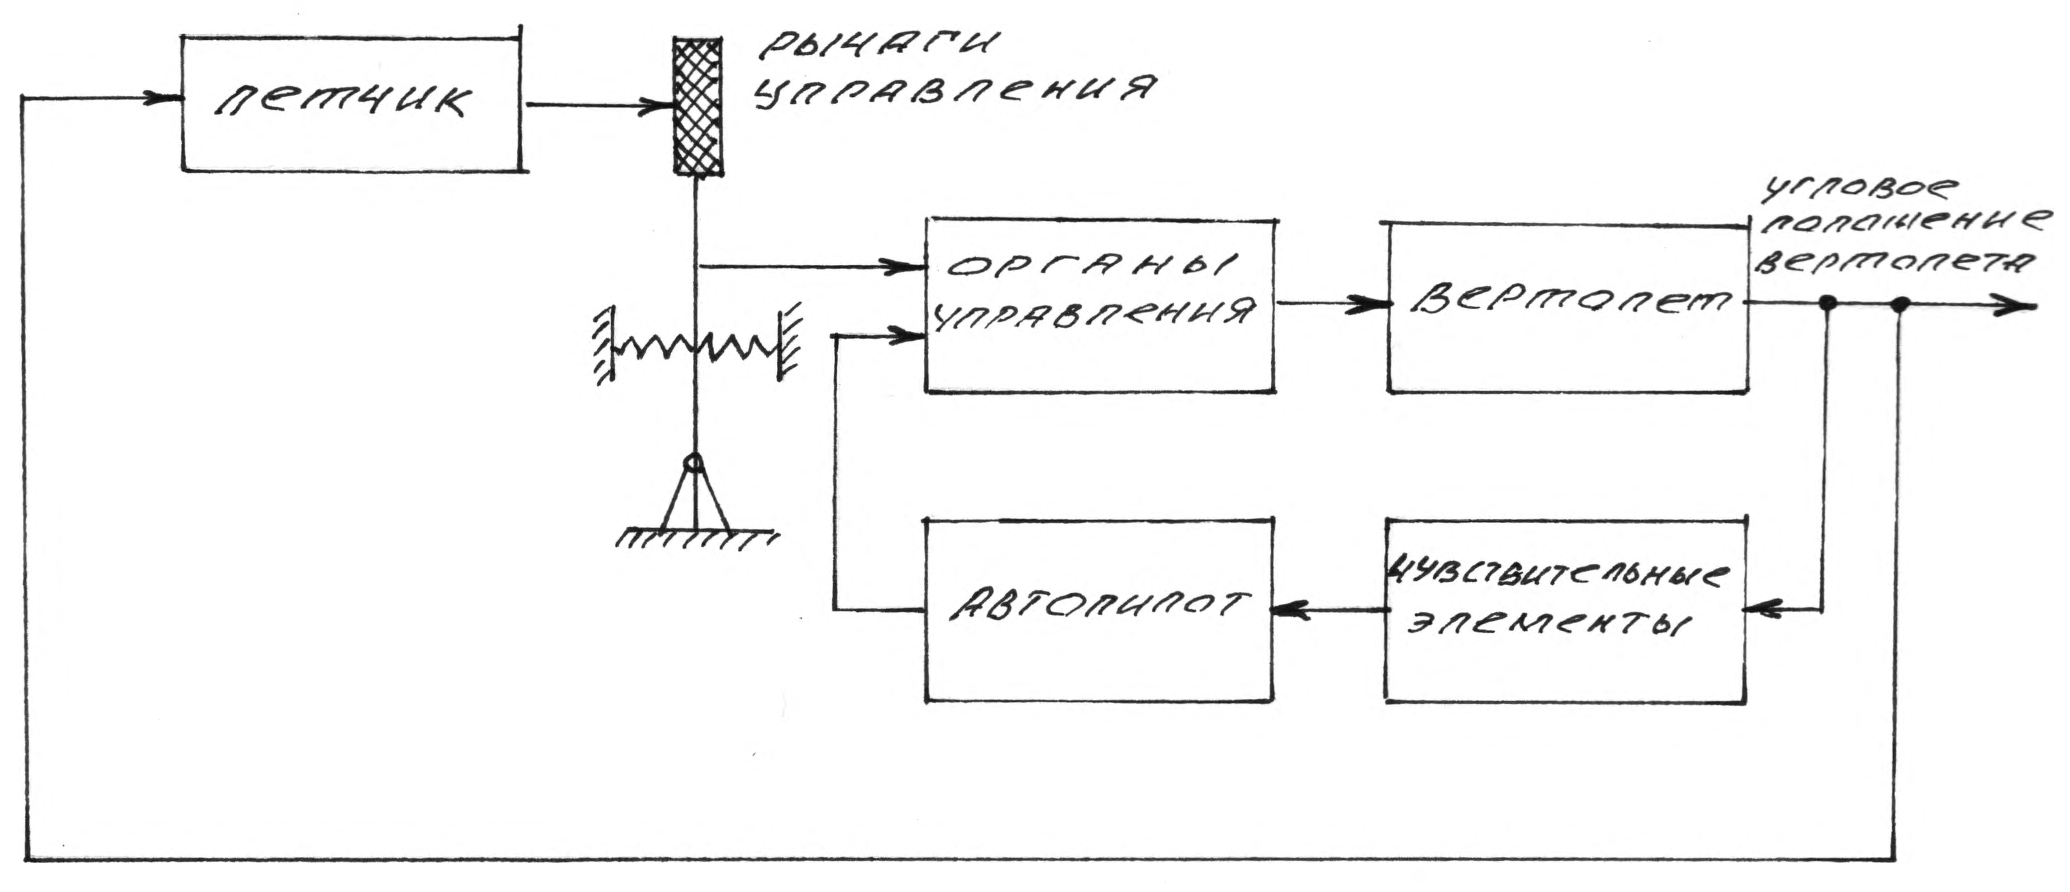 летчик
рычаги
управления
органы
управления
вертолет
угловое
положение
вертолета
автопилот
чувствительные
элементы